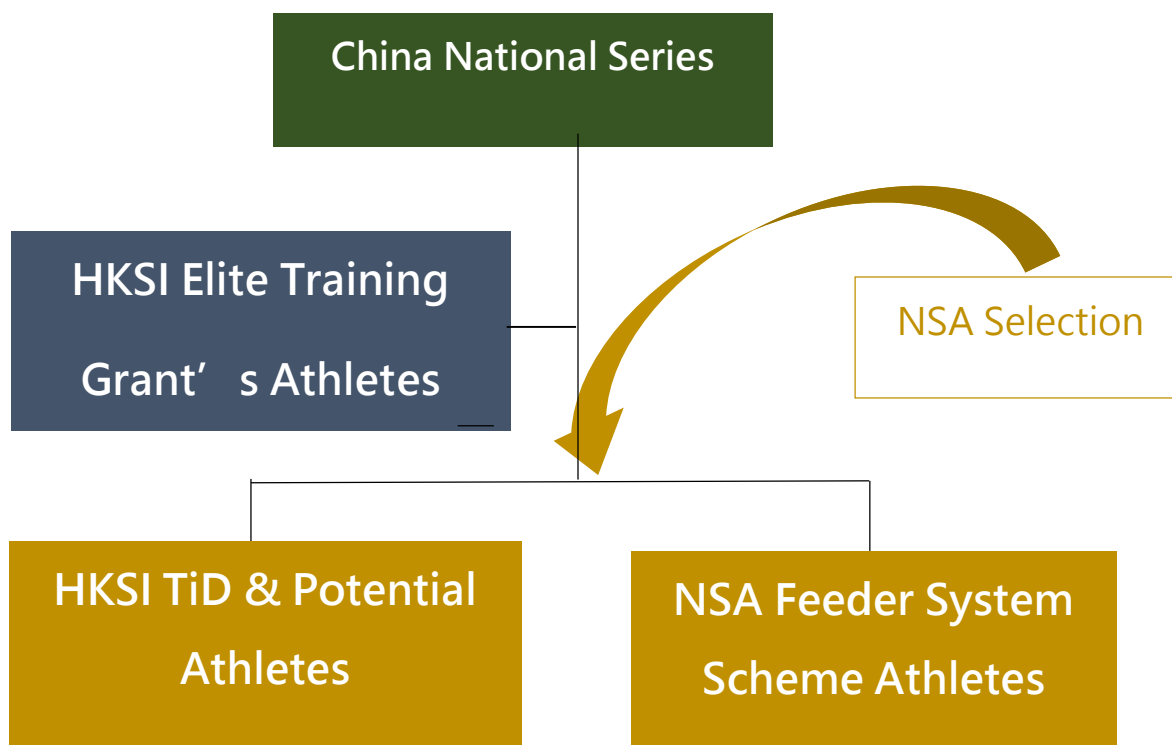 China National Series
HKSI Elite Training
Grant’ s Athletes
NSA Selection
HKSI TiD & Potential
Athletes
NSA Feeder System
Scheme Athletes